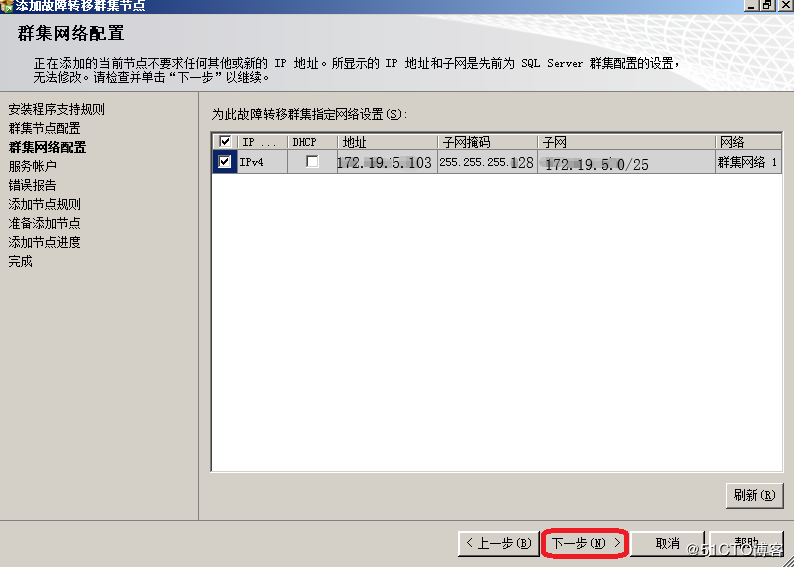 添加故障转移群集节点
群集网络配置
正在添加的当前节点不要求任何其他或新的 IP 地址。所显示的 IP 地址和子网是先前为 SQL Server 群集配置的设置，
无法修改。请检查并单击“下一步”以继续。
安装程序支持规则
群集节点配置
群集网络配置
服务帐户
错误报告
添加节点规则
准备添加节点
添加节点进度
完成
为此故障转移群集指定网络设置(S):
IP ... DHCP 地址 子网掩码 子网 网络
IPv4 172.19.5.103 255.255.255.128 172.19.5.0/25 群集网络 1
刷新(R)
< 上一步(B) 下一步(N) > 取消 帮助
@51CTO博客